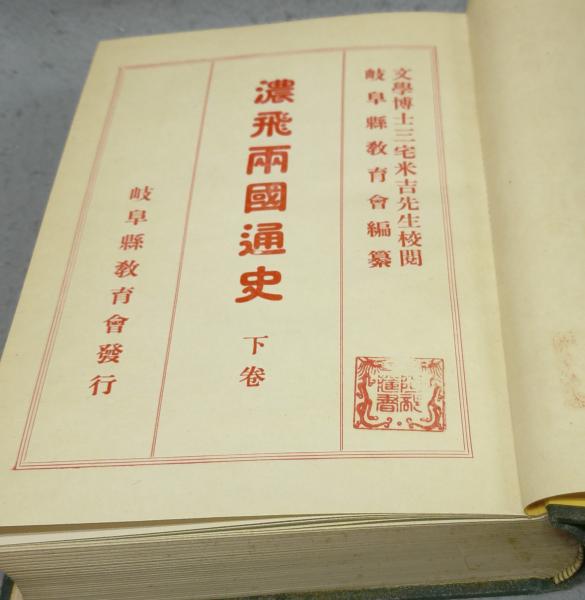 文學博士三宅米吉先生校閲
岐阜縣教育會編纂
濃飛兩國通史
下卷
岐阜縣教育會發行